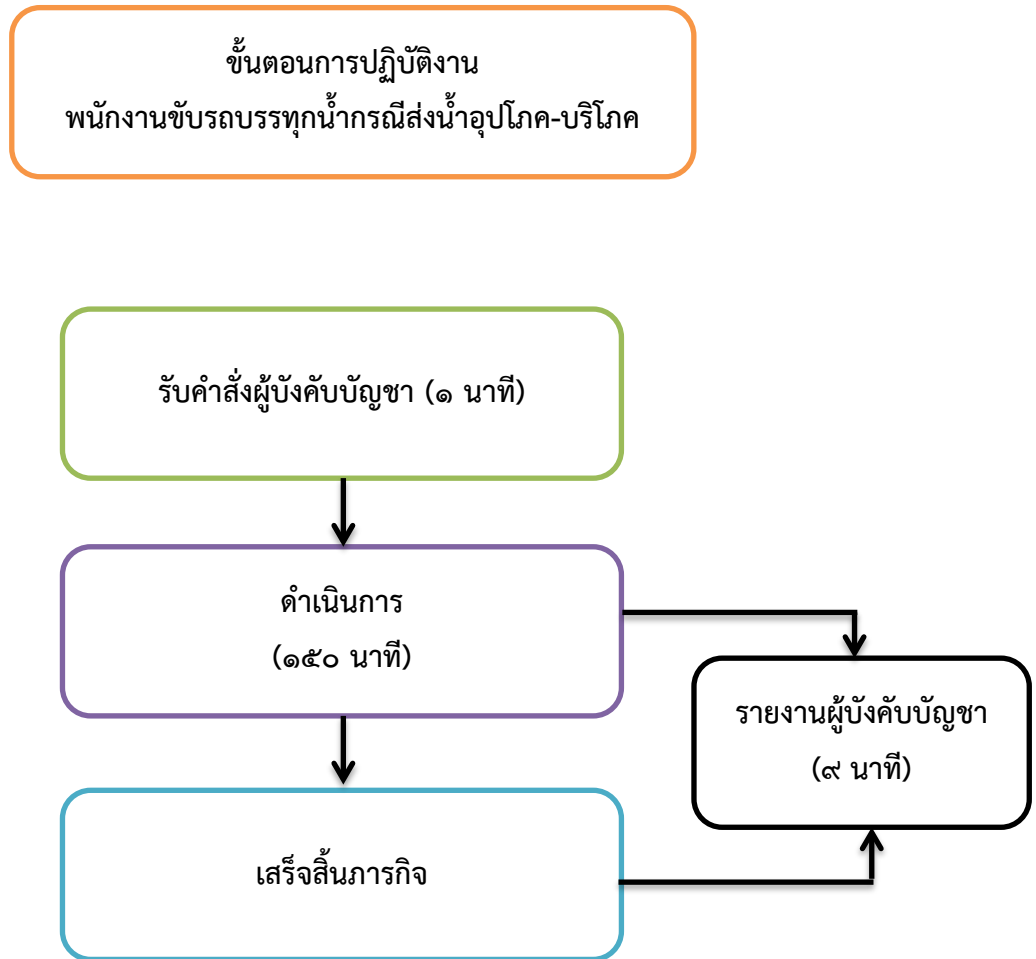 ขั้นตอนการปฏิบัติงาน
พนักงานขับรถบรรทุกน้ำกรณีส่งน้ำอุปโภค-บริโภค
รับคำสั่งผู้บังคับบัญชา (๑ นาที)
ดำเนินการ
(๑๕๐ นาที)
รายงานผู้บังคับบัญชา
(๙ นาที)
เสร็จสิ้นภารกิจ